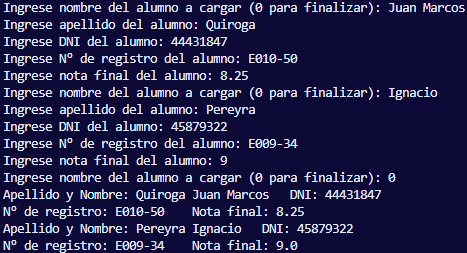 Ingrese nombre del alumno a cargar (0 para finalizar): Juan Marcos
Ingrese apellido del alumno: Quiroga
Ingrese DNI del alumno: 44431847
Ingrese Nº de registro del alumno: E010-50
Ingrese nota final del alumno: 8.25
Ingrese nombre del alumno a cargar (0 para finalizar): Ignacio
Ingrese apellido del alumno: Pereyra
Ingrese DNI del alumno: 45879322
Ingrese Nº de registro del alumno: E009-34
Ingrese nota final del alumno: 9
Ingrese nombre del alumno a cargar (0 para finalizar): 0
Apellido y Nombre: Quiroga Juan Marcos   DNI: 44431847
Nº de registro: E010-50    Nota final: 8.25
Apellido y Nombre: Pereyra Ignacio   DNI: 45879322
Nº de registro: E009-34    Nota final: 9.0